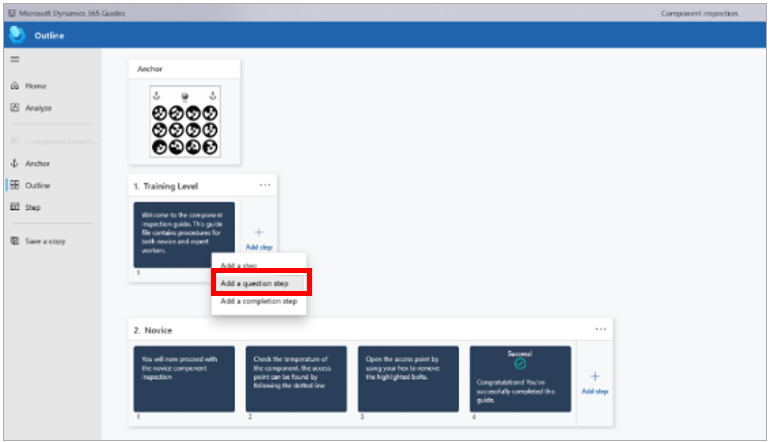 Microsoft Dynamics 365 Guides
Component inspection
Outline
Home
Analyze
Component Inspecti...
Anchor
Outline
Step
Save a copy
Anchor
1. Training Level
Welcome to the component
inspection guide. This guide
file contains procedures for
both novice and expert
workers.
1
Add step
Add a step
Add a question step
Add a completion step
2. Novice
You will now proceed with
the novice component
inspection
1
Check the temperature of
the component, the access
point can be found by
following the dotted line
2
Open the access point by
using your hex to remove
the highlighted bolts.
3
Success!
Congratulations! You've
successfully completed this
guide.
4
Add step